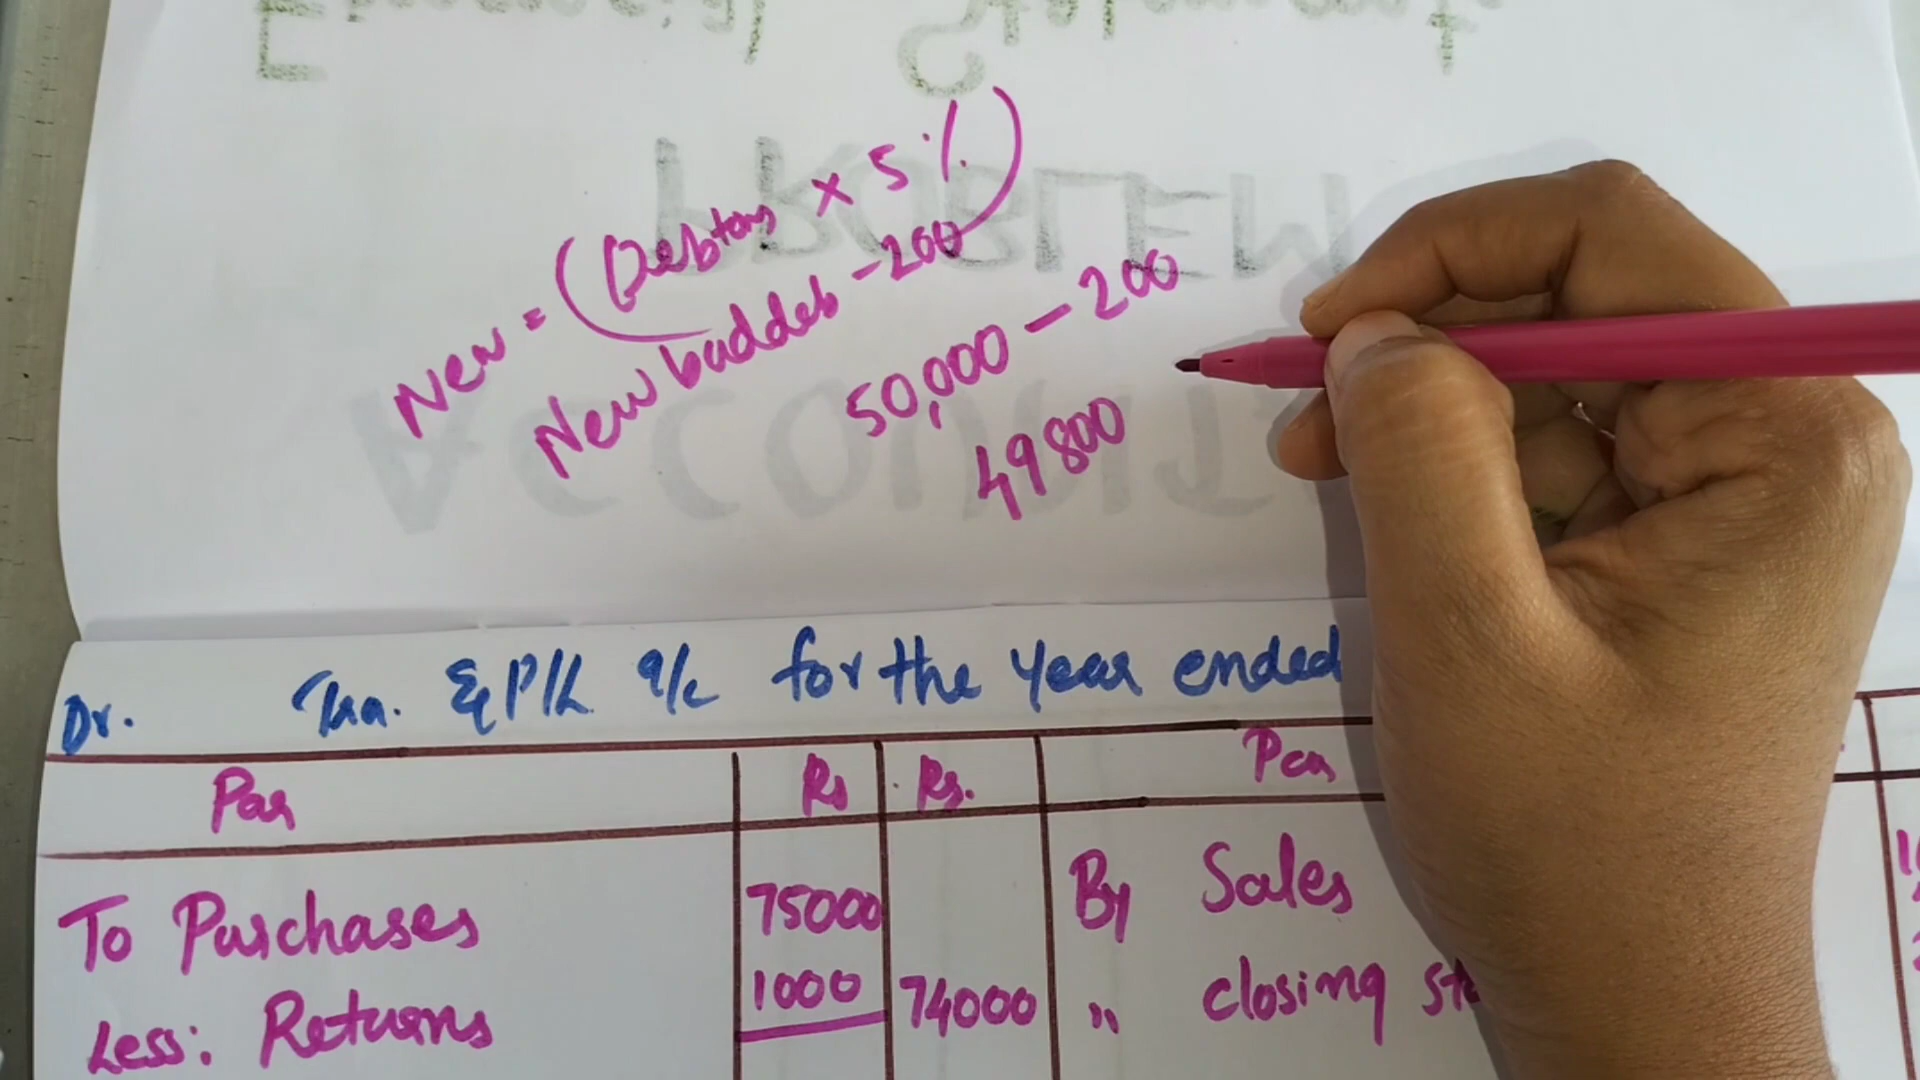 New = (Debtors × 5%)
New baddeb - 200
50,000 - 200
49800
Dr. Tra. & P/L a/c for the year ended
Par Rs Rs. Par
To Purchases 75000 By Sales
Less: Returns 1000 74000 " closing